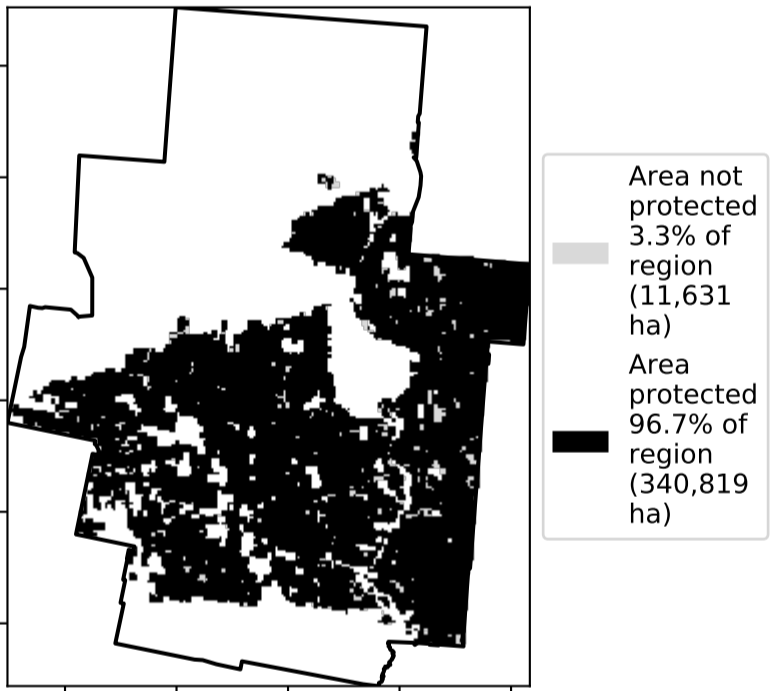 Area not
protected
3.3% of
region
(11,631
ha)
Area
protected
96.7% of
region
(340,819
ha)